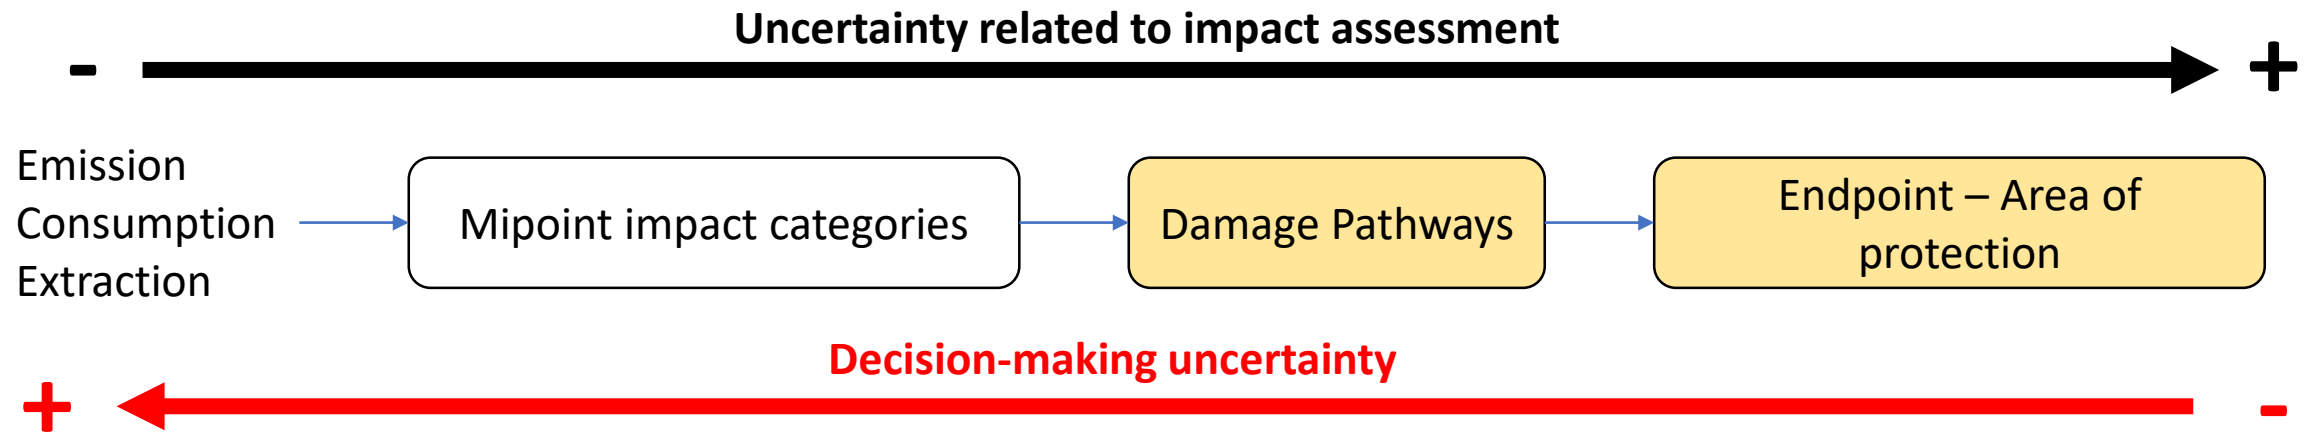 Uncertainty related to impact assessment
- +
Emission
Consumption
Extraction
Mipoint impact categories
Damage Pathways
Endpoint – Area of
protection
Decision-making uncertainty
+ -